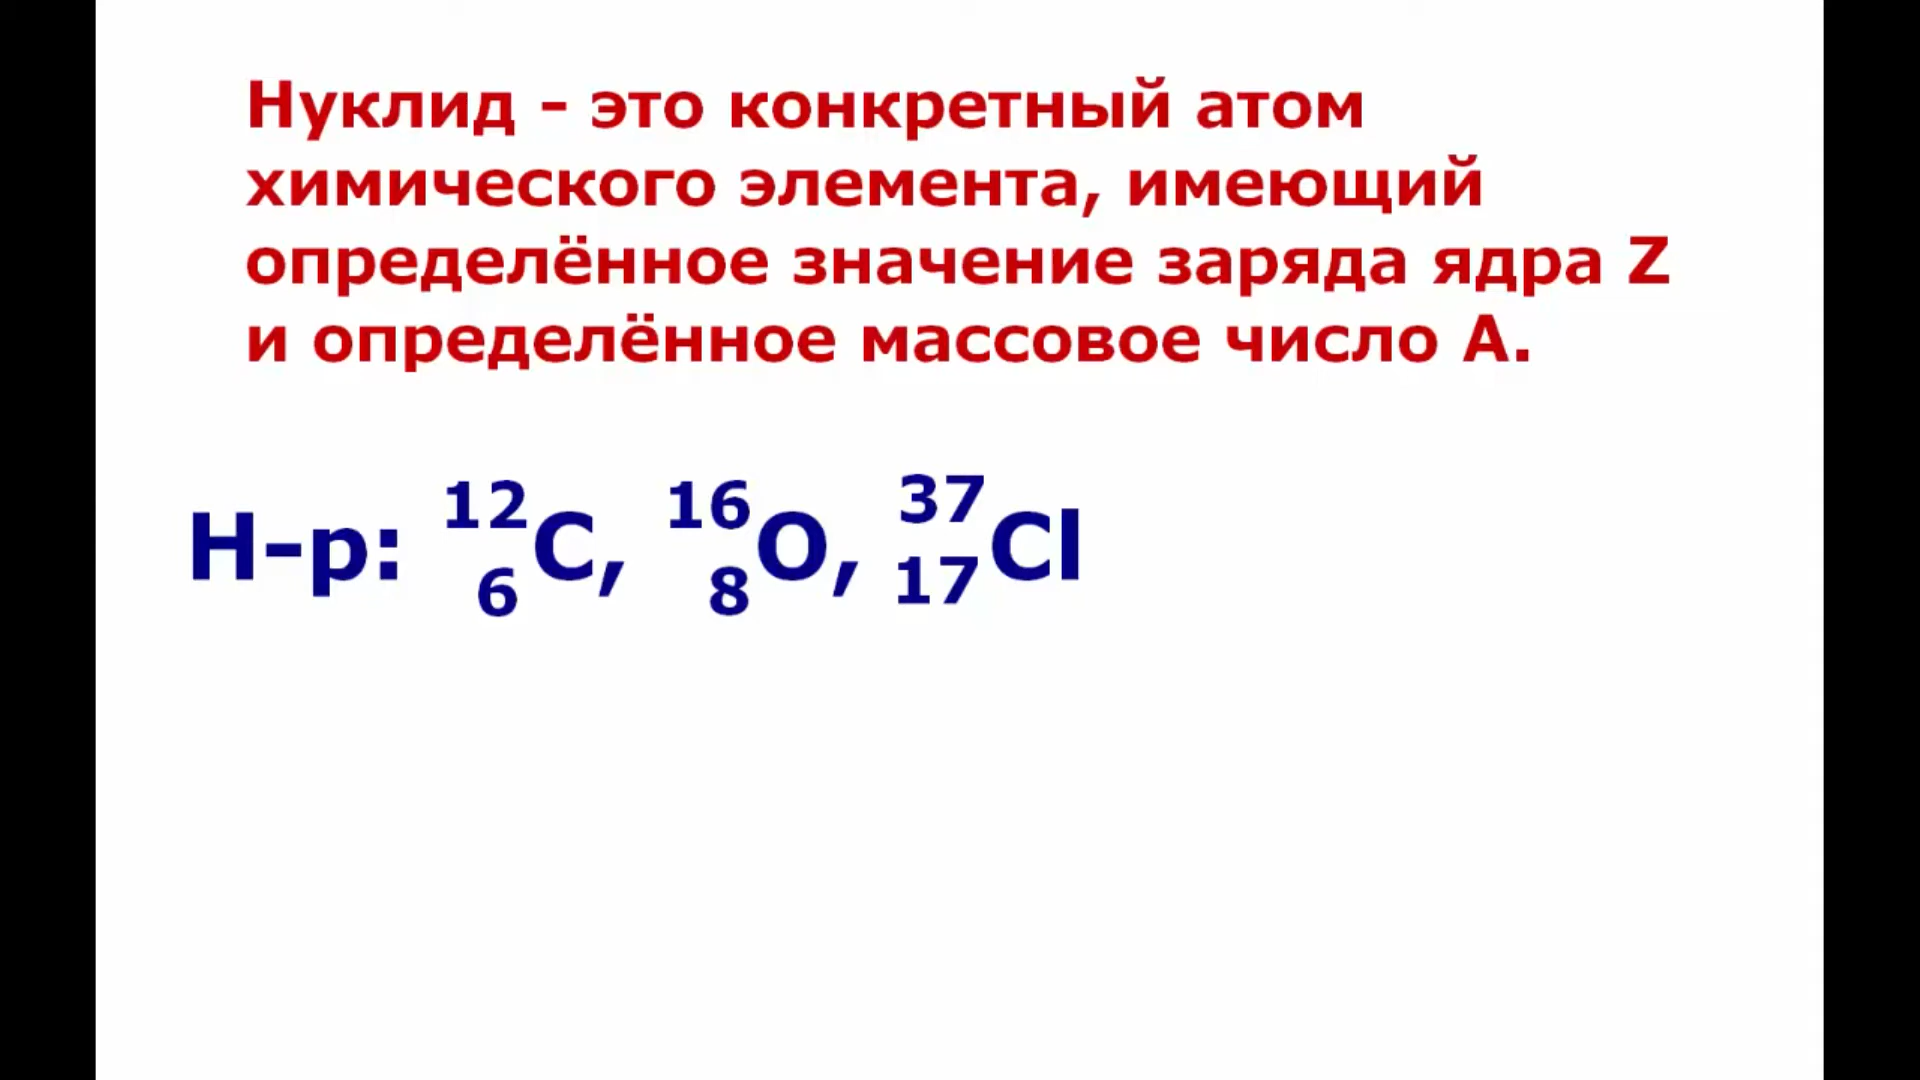 Нуклид - это конкретный атом
химического элемента, имеющий
определённое значение заряда ядра Z
и определённое массовое число А.
Н-р: ¹²₆C, ¹⁶₈O, ³⁷₁₇Cl